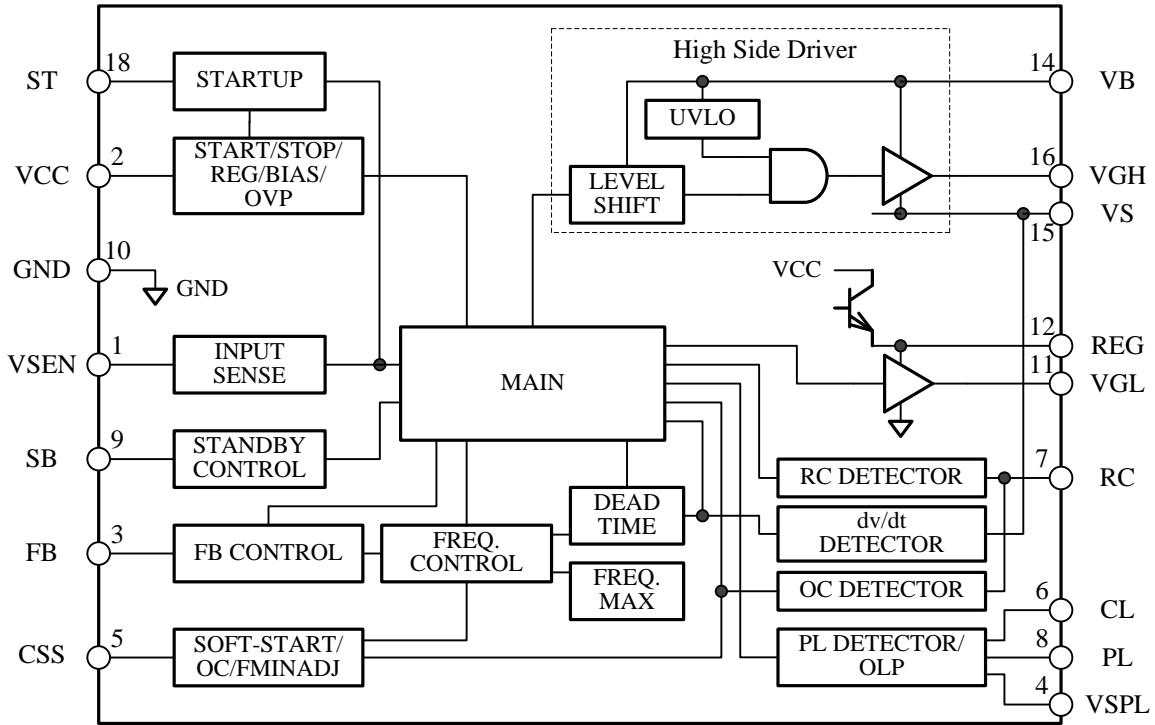 High Side Driver
ST
18
STARTUP
14
VB
UVLO
VCC
2
START/STOP/
REG/BIAS/
OVP
LEVEL
SHIFT
16
VGH
VS
15
GND
10
GND
VCC
VSEN
1
INPUT
SENSE
MAIN
12
REG
11
VGL
SB
9
STANDBY
CONTROL
RC DETECTOR
7
RC
FB
3
FB CONTROL
FREQ.
CONTROL
DEAD
TIME
dv/dt
DETECTOR
FREQ.
MAX
OC DETECTOR
6
CL
CSS
5
SOFT-START/
OC/FMINADJ
PL DETECTOR/
OLP
8
PL
4
VSPL